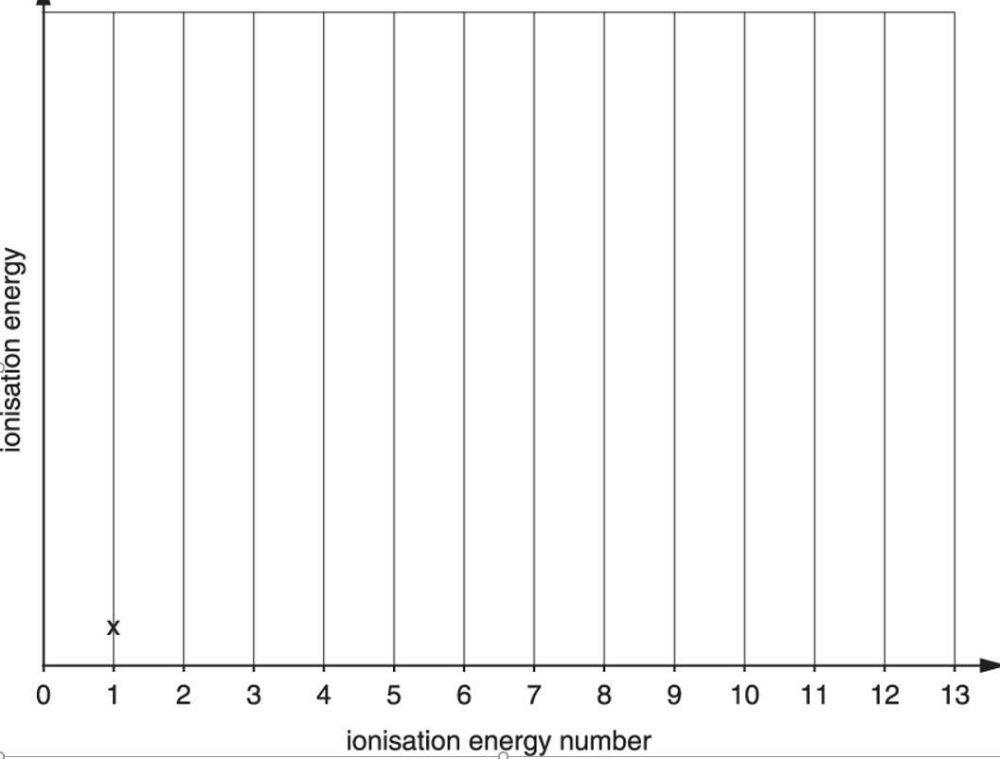 ionisation energy
x
0 1 2 3 4 5 6 7 8 9 10 11 12 13
ionisation energy number